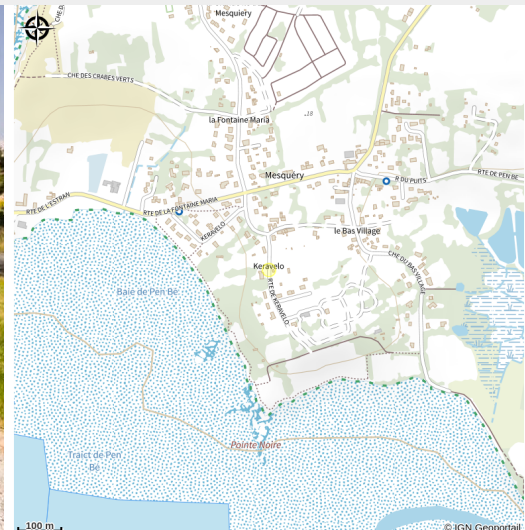 Mesquiery
CHE DES CRABES VERTS
la Fontaine Maria
Mesquéry
R DU PUITS
RTE DE PEN BE
RTE DE L'ESTRAN
RTE DE LA FONTAINE MARIA
KERAVELO
le Bas Village
CHE DU BAS VILLAGE
Keravelo
RTE DE KERAVELO
Baie de Pen Bé
Pointe Noire
Traict de Pen
Bé
100 m
© IGN Geoportail